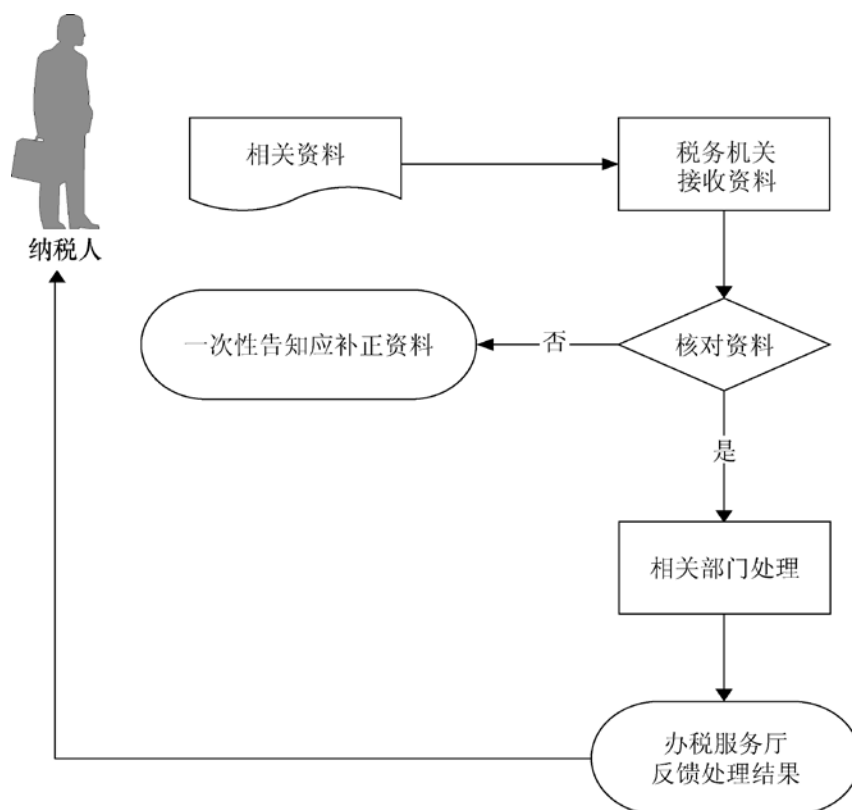 相关资料
税务机关
接收资料
纳税人
一次性告知应补正资料
否
核对资料
是
相关部门处理
办税服务厅
反馈处理结果